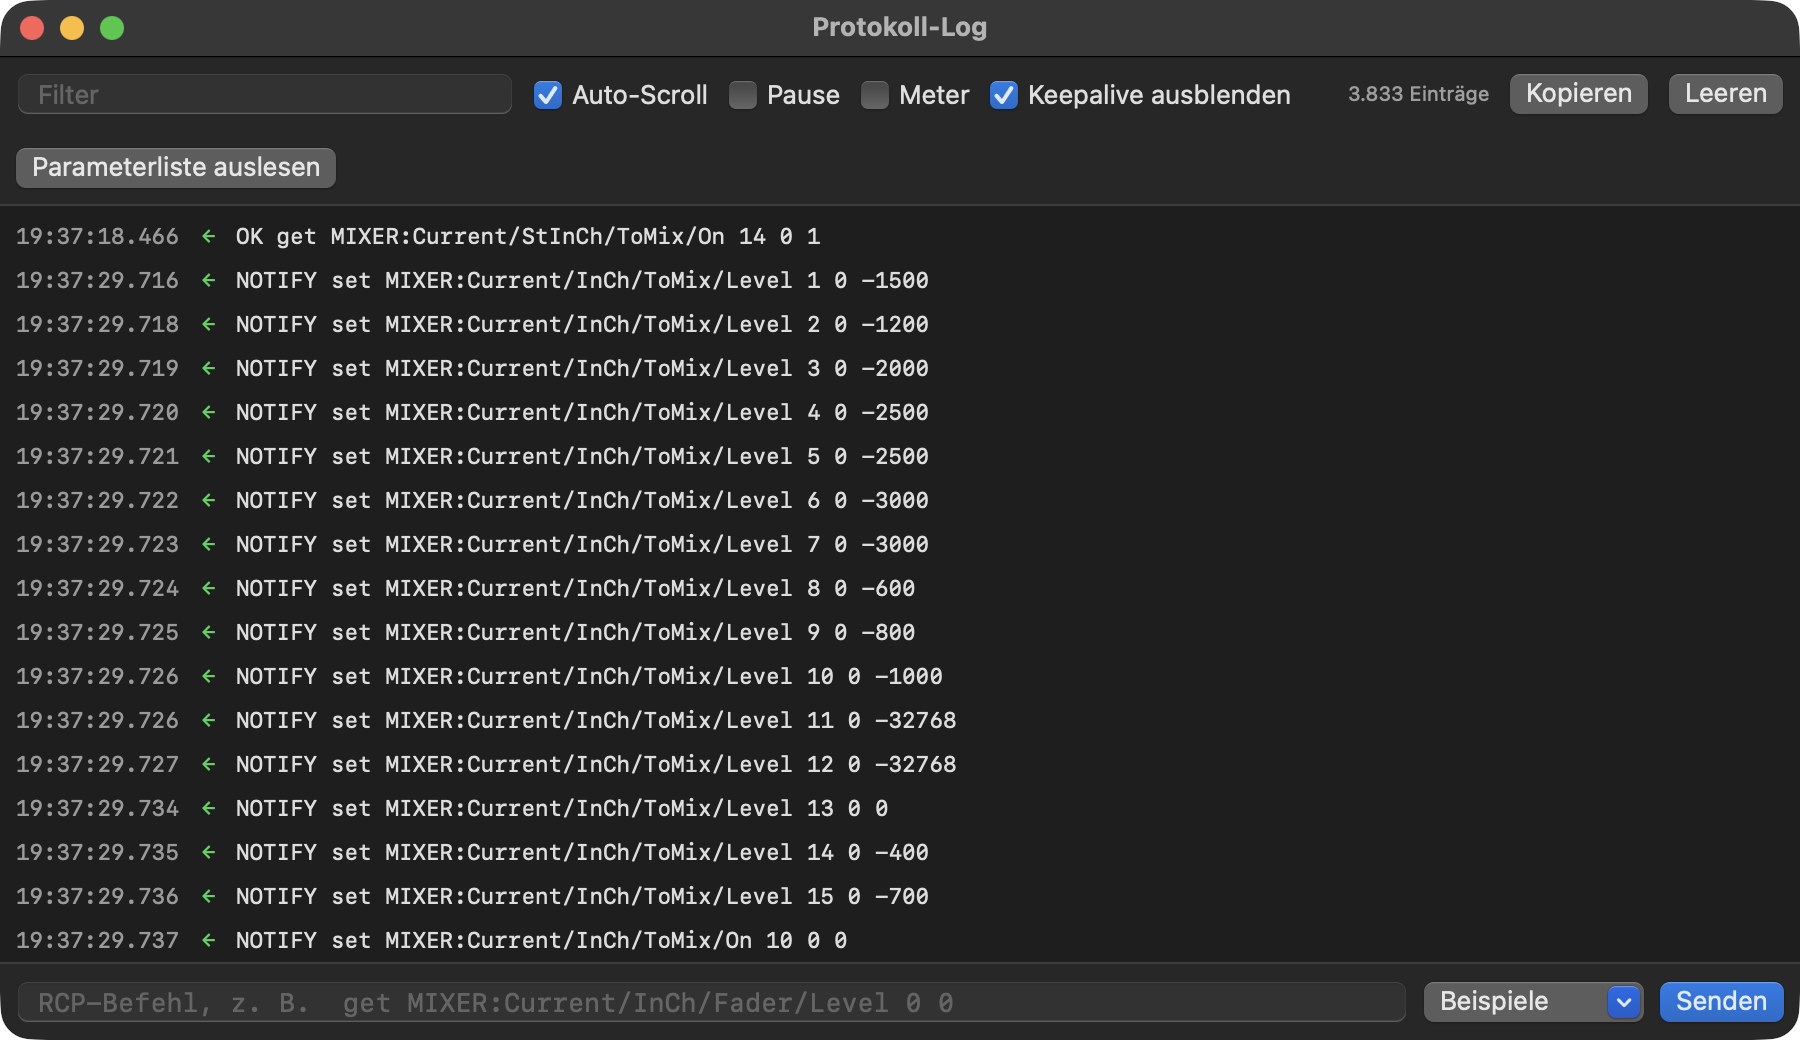 Protokoll-Log
Filter
Auto-Scroll
Pause
Meter
Keepalive ausblenden
3.833 Einträge
Kopieren
Leeren
Parameterliste auslesen
19:37:18.466 ← OK get MIXER:Current/StInCh/ToMix/On 14 0 1
19:37:29.716 ← NOTIFY set MIXER:Current/InCh/ToMix/Level 1 0 -1500
19:37:29.718 ← NOTIFY set MIXER:Current/InCh/ToMix/Level 2 0 -1200
19:37:29.719 ← NOTIFY set MIXER:Current/InCh/ToMix/Level 3 0 -2000
19:37:29.720 ← NOTIFY set MIXER:Current/InCh/ToMix/Level 4 0 -2500
19:37:29.721 ← NOTIFY set MIXER:Current/InCh/ToMix/Level 5 0 -2500
19:37:29.722 ← NOTIFY set MIXER:Current/InCh/ToMix/Level 6 0 -3000
19:37:29.723 ← NOTIFY set MIXER:Current/InCh/ToMix/Level 7 0 -3000
19:37:29.724 ← NOTIFY set MIXER:Current/InCh/ToMix/Level 8 0 -600
19:37:29.725 ← NOTIFY set MIXER:Current/InCh/ToMix/Level 9 0 -800
19:37:29.726 ← NOTIFY set MIXER:Current/InCh/ToMix/Level 10 0 -1000
19:37:29.726 ← NOTIFY set MIXER:Current/InCh/ToMix/Level 11 0 -32768
19:37:29.727 ← NOTIFY set MIXER:Current/InCh/ToMix/Level 12 0 -32768
19:37:29.734 ← NOTIFY set MIXER:Current/InCh/ToMix/Level 13 0 0
19:37:29.735 ← NOTIFY set MIXER:Current/InCh/ToMix/Level 14 0 -400
19:37:29.736 ← NOTIFY set MIXER:Current/InCh/ToMix/Level 15 0 -700
19:37:29.737 ← NOTIFY set MIXER:Current/InCh/ToMix/On 10 0 0
RCP-Befehl, z. B. get MIXER:Current/InCh/Fader/Level 0 0
Beispiele
Senden